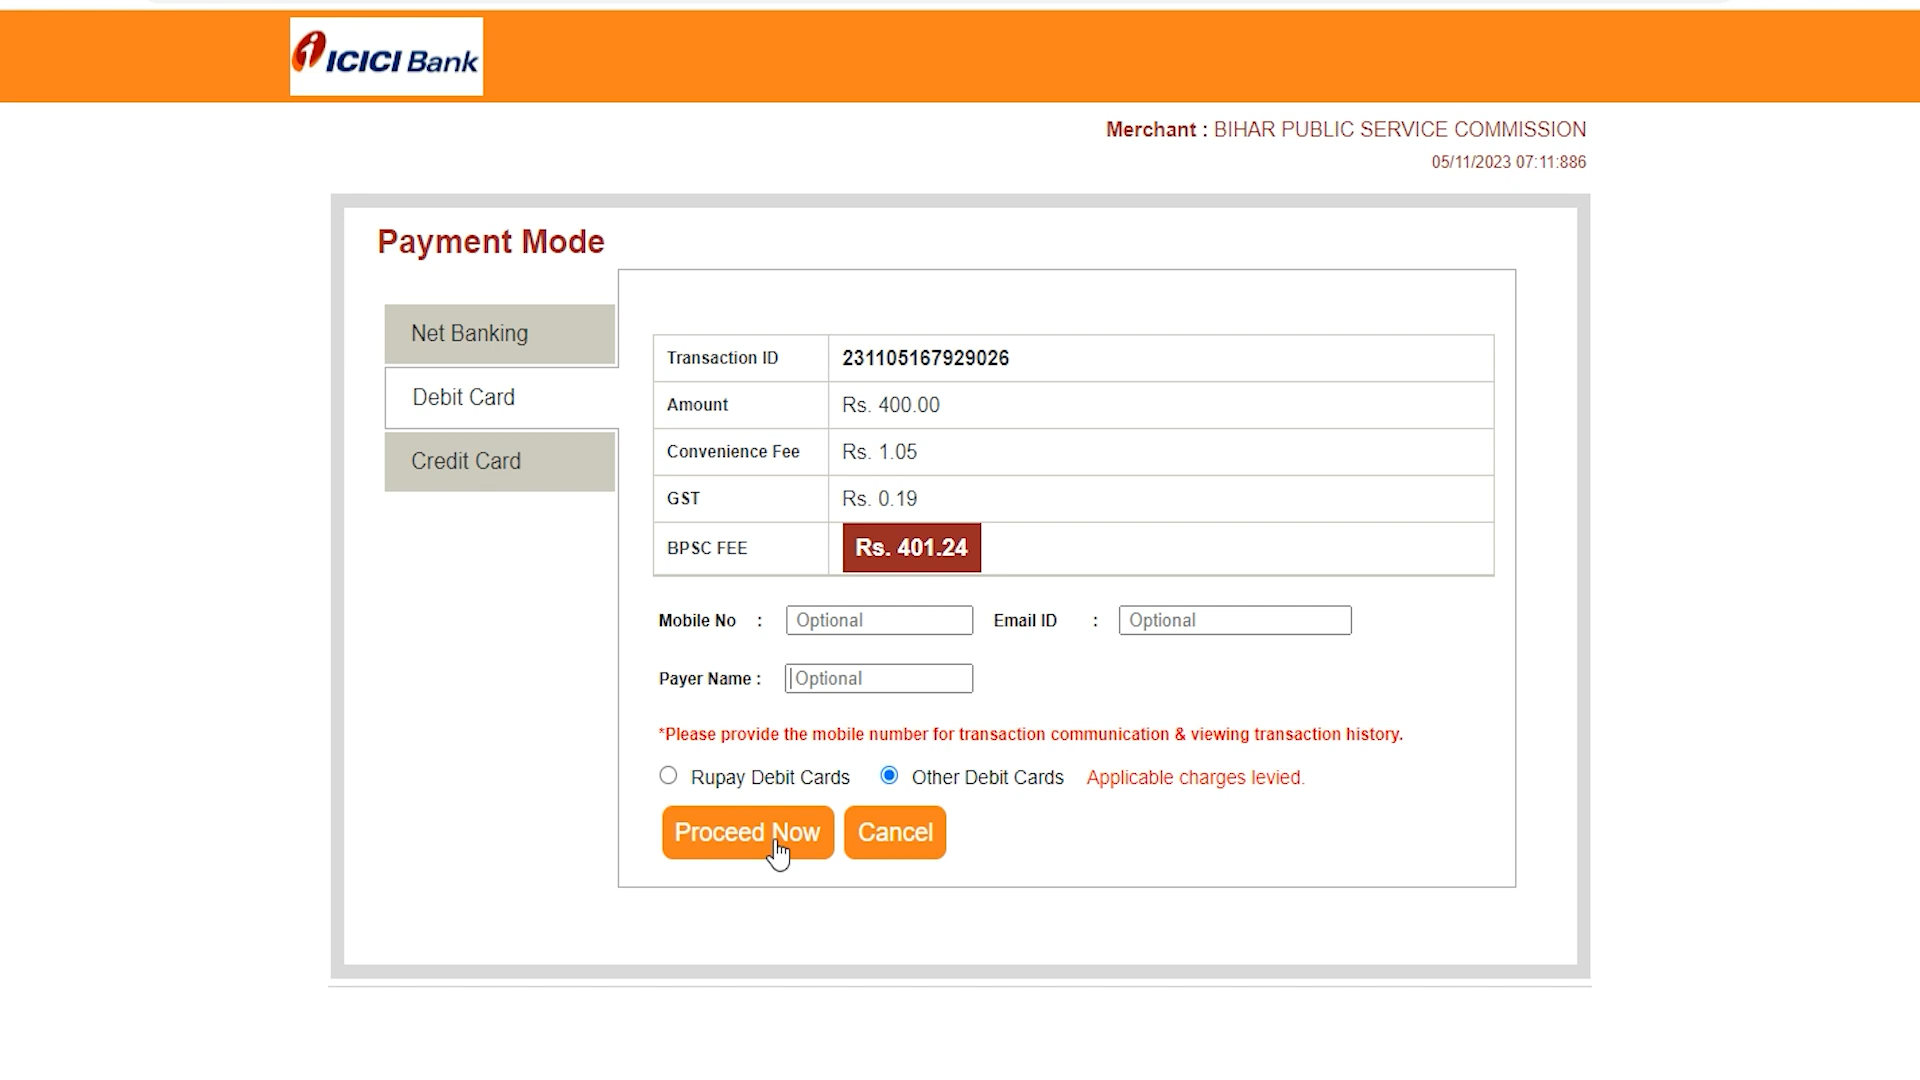 ICICI Bank
Merchant : BIHAR PUBLIC SERVICE COMMISSION
05/11/2023 07:11:886
Payment Mode
Net Banking
Debit Card
Credit Card
Transaction ID 231105167929026
Amount Rs. 400.00
Convenience Fee Rs. 1.05
GST Rs. 0.19
BPSC FEE Rs. 401.24
Mobile No : Optional Email ID : Optional
Payer Name : Optional
*Please provide the mobile number for transaction communication & viewing transaction history.
Rupay Debit Cards Other Debit Cards Applicable charges levied.
Proceed Now Cancel